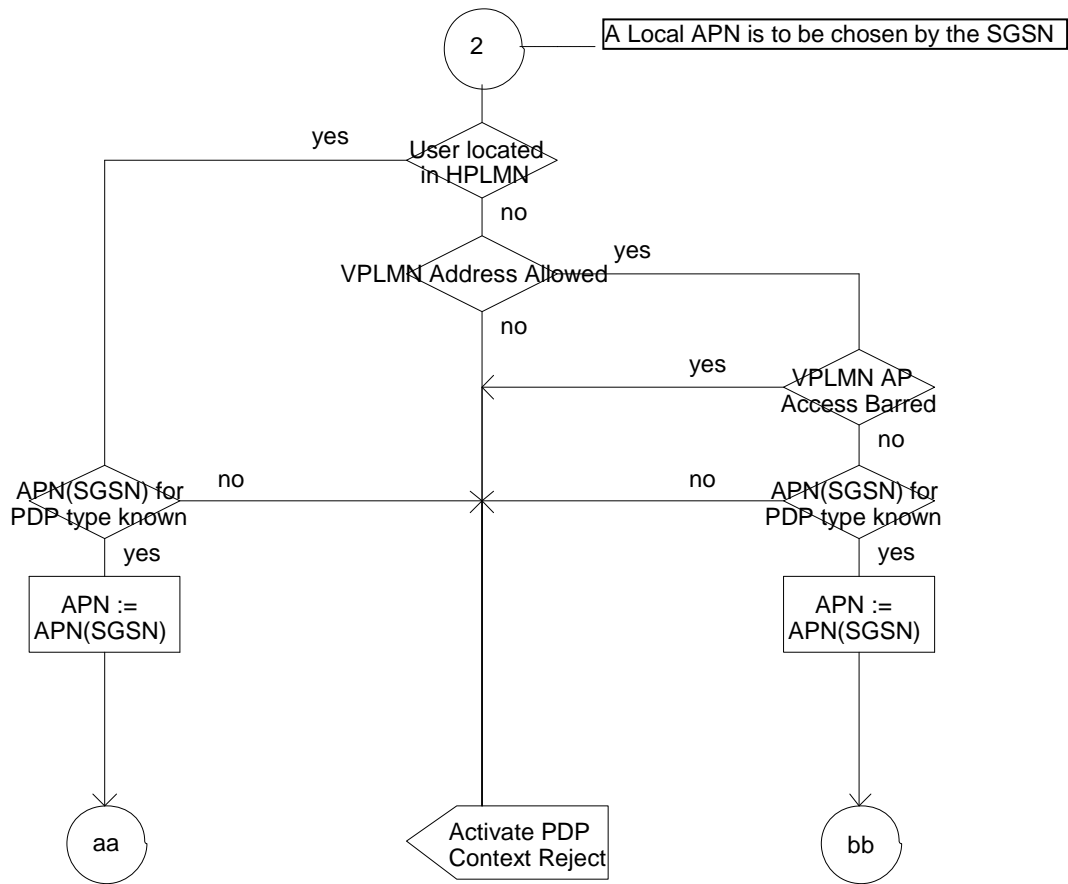 2
A Local APN is to be chosen by the SGSN
yes
User located
in HPLMN
no
VPLMN Address Allowed
yes
no
yes
VPLMN AP
Access Barred
no
APN(SGSN) for
PDP type known
no
no
APN(SGSN) for
PDP type known
yes
yes
APN :=
APN(SGSN)
APN :=
APN(SGSN)
aa
Activate PDP
Context Reject
bb